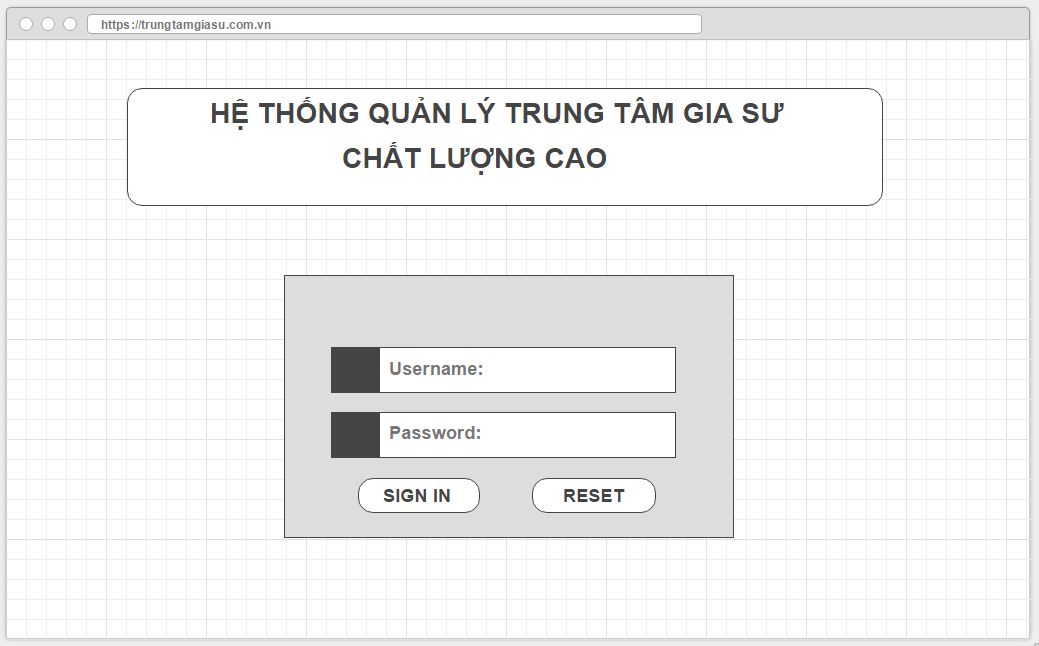 https://trungtamgiasu.com.vn
HỆ THỐNG QUẢN LÝ TRUNG TÂM GIA SƯ
CHẤT LƯỢNG CAO
Username:
Password:
SIGN IN RESET